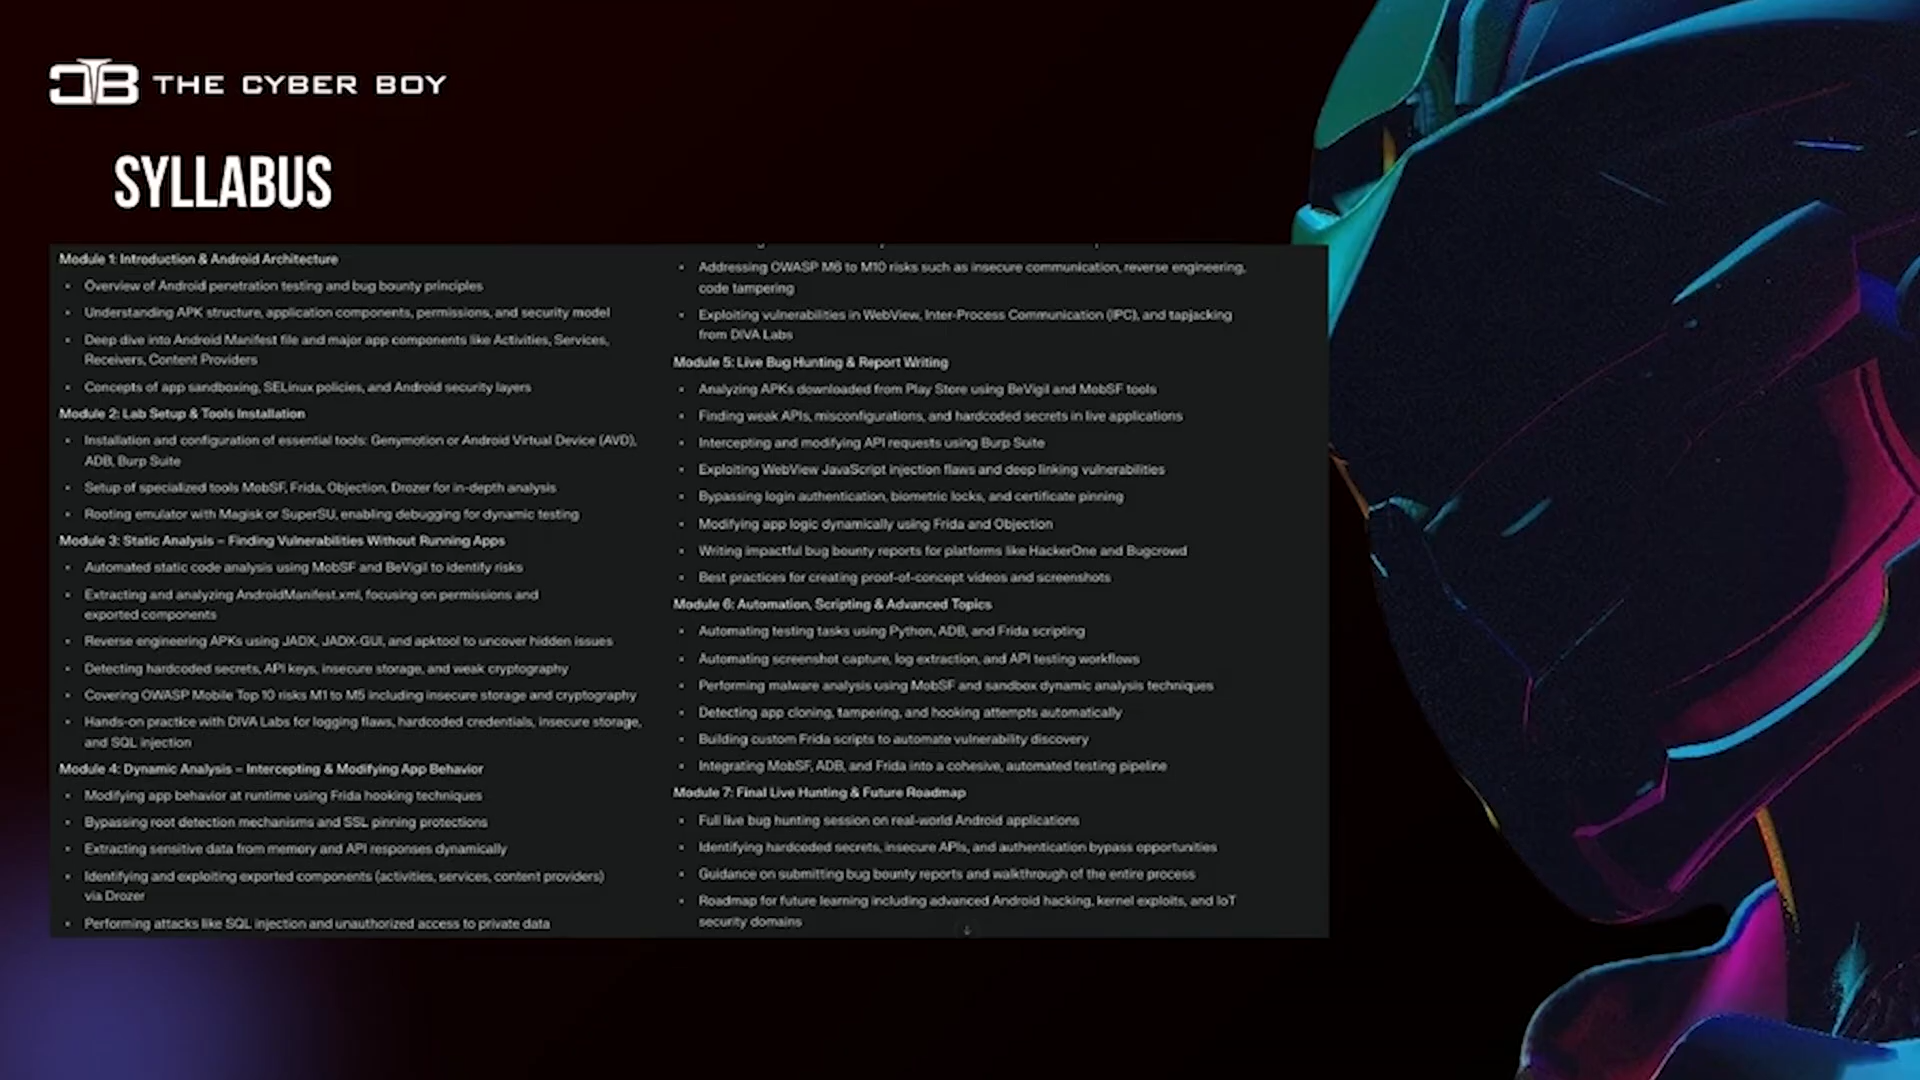 CTB THE CYBER BOY
SYLLABUS
Module 1: Introduction & Android Architecture
• Overview of Android penetration testing and bug bounty principles
• Understanding APK structure, application components, permissions, and security model
• Deep dive into Android Manifest file and major app components like Activities, Services,
Receivers, Content Providers
• Concepts of app sandboxing, SELinux policies, and Android security layers
Module 2: Lab Setup & Tools Installation
• Installation and configuration of essential tools: Genymotion or Android Virtual Device (AVD),
ADB, Burp Suite
• Setup of specialized tools MobSF, Frida, Objection, Drozer for in-depth analysis
• Rooting emulator with Magisk or SuperSU, enabling debugging for dynamic testing
Module 3: Static Analysis – Finding Vulnerabilities Without Running Apps
• Automated static code analysis using MobSF and BeVigil to identify risks
• Extracting and analyzing AndroidManifest.xml, focusing on permissions and
exported components
• Reverse engineering APKs using JADX, JADX-GUI, and apktool to uncover hidden issues
• Detecting hardcoded secrets, API keys, insecure storage, and weak cryptography
• Covering OWASP Mobile Top 10 risks M1 to M5 including insecure storage and cryptography
• Hands-on practice with DIVA Labs for logging flaws, hardcoded credentials, insecure storage,
and SQL injection
Module 4: Dynamic Analysis – Intercepting & Modifying App Behavior
• Modifying app behavior at runtime using Frida hooking techniques
• Bypassing root detection mechanisms and SSL pinning protections
• Extracting sensitive data from memory and API responses dynamically
• Identifying and exploiting exported components (activities, services, content providers)
via Drozer
• Performing attacks like SQL injection and unauthorized access to private data
• Addressing OWASP M6 to M10 risks such as insecure communication, reverse engineering,
code tampering
• Exploiting vulnerabilities in WebView, Inter-Process Communication (IPC), and tapjacking
from DIVA Labs
Module 5: Live Bug Hunting & Report Writing
• Analyzing APKs downloaded from Play Store using BeVigil and MobSF tools
• Finding weak APIs, misconfigurations, and hardcoded secrets in live applications
• Intercepting and modifying API requests using Burp Suite
• Exploiting WebView JavaScript injection flaws and deep linking vulnerabilities
• Bypassing login authentication, biometric locks, and certificate pinning
• Modifying app logic dynamically using Frida and Objection
• Writing impactful bug bounty reports for platforms like HackerOne and Bugcrowd
• Best practices for creating proof-of-concept videos and screenshots
Module 6: Automation, Scripting & Advanced Topics
• Automating testing tasks using Python, ADB, and Frida scripting
• Automating screenshot capture, log extraction, and API testing workflows
• Performing malware analysis using MobSF and sandbox dynamic analysis techniques
• Detecting app cloning, tampering, and hooking attempts automatically
• Building custom Frida scripts to automate vulnerability discovery
• Integrating MobSF, ADB, and Frida into a cohesive, automated testing pipeline
Module 7: Final Live Hunting & Future Roadmap
• Full live bug hunting session on real-world Android applications
• Identifying hardcoded secrets, insecure APIs, and authentication bypass opportunities
• Guidance on submitting bug bounty reports and walkthrough of the entire process
• Roadmap for future learning including advanced Android hacking, kernel exploits, and IoT
security domains